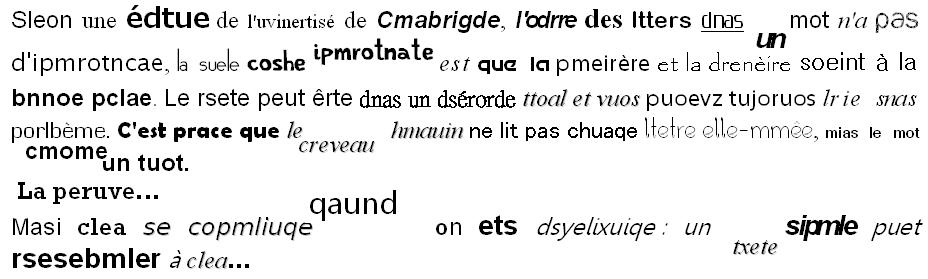 Sleon une édtue de l'uvinertisé de Cmabrigde, l'odrre des ltters dnas un mot n'a pas
d'ipmrotncae, la suele coshe ipmrotnate est que la pmeirère et la drenèire soeint à la
bnnoe pclae. Le rsete peut êrte dnas un dsérorde ttoal et vuos puoevz tujoruos lrie snas
porlbème. C'est prace que le creveau hmauin ne lit pas chuaqe ltetre elle-mmêe, mias le mot
cmome un tuot.
La peruve...
Masi clea se copmliuqe qaund on ets dsyelixuiqe : un txete sipmle puet
rsesebmler à clea...